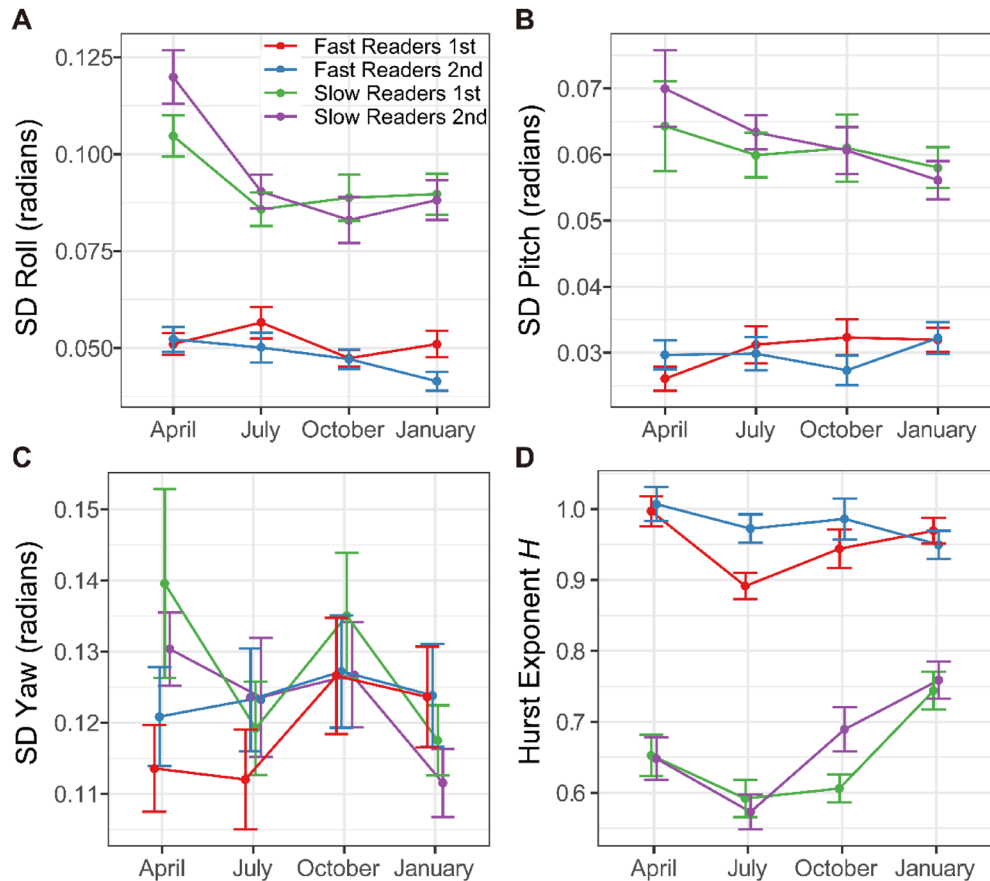 A
SD Roll (radians)
0.125
0.100
0.075
0.050
Fast Readers 1st
Fast Readers 2nd
Slow Readers 1st
Slow Readers 2nd
April July October January
B
SD Pitch (radians)
0.07
0.06
0.05
0.04
0.03
April July October January
C
SD Yaw (radians)
0.15
0.14
0.13
0.12
0.11
April July October January
D
Hurst Exponent H
1.0
0.9
0.8
0.7
0.6
April July October January